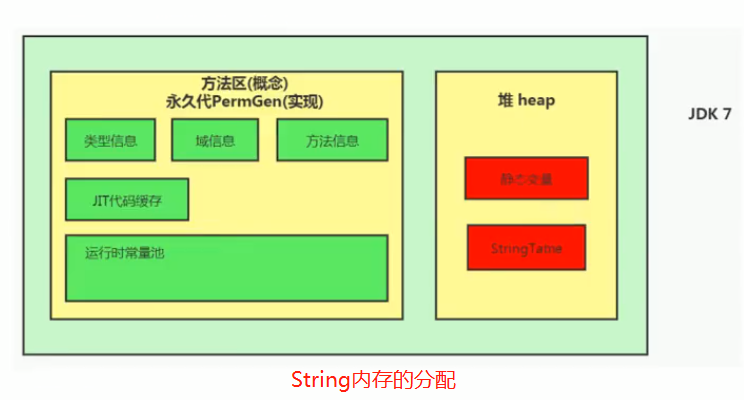 方法区(概念)
永久代PermGen(实现)
类型信息
域信息
方法信息
JIT代码缓存
运行时常量池
堆 heap
静态变量
StringTame
JDK 7
String内存的分配